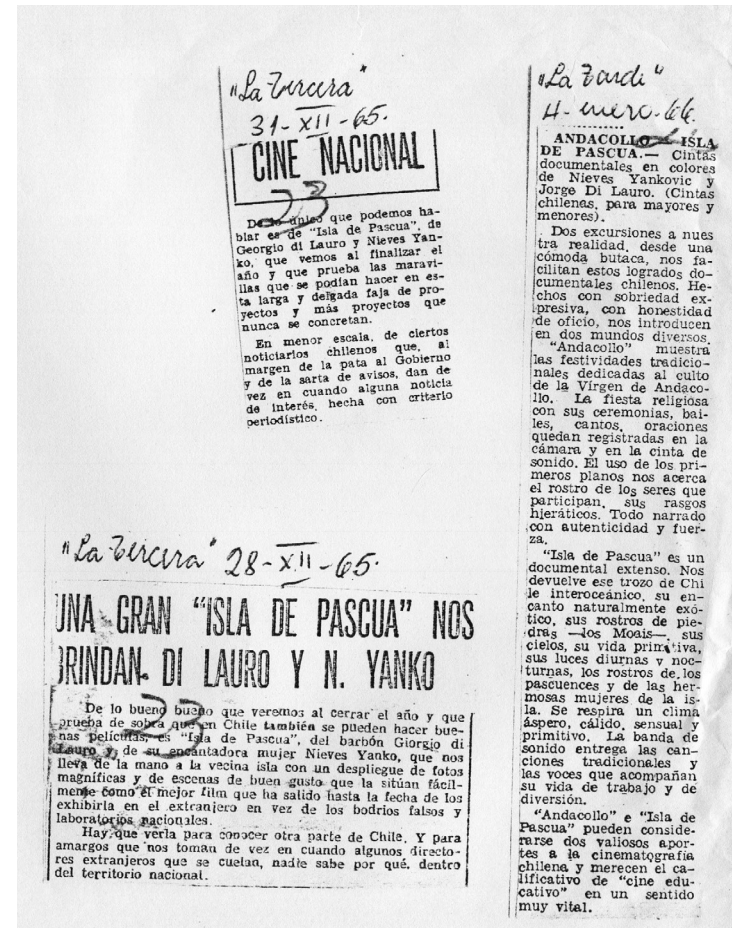 "La Tercera"
31-XII-65.
CINE NACIONAL
23
De lo único que podemos ha-
blar es de "Isla de Pascua", de
Georgio di Lauro y Nieves Yan-
ko, que vemos al finalizar el
año y que prueba las maravi-
llas que se podían hacer en es-
ta larga y delgada faja de pro-
yectos y más proyectos que
nunca se concretan.
En menor escala, de ciertos
noticiarios chilenos que, al
margen de la pata al Gobierno
y de la sarta de avisos, dan de
vez en cuando alguna noticia
de interés, hecha con criterio
periodístico.
"La Tercera" 28-XII-65.
UNA GRAN "ISLA DE PASCUA" NOS
BRINDAN DI LAURO Y N. YANKO
23
De lo bueno bueno que veremos al cerrar el año y que
prueba de sobra que en Chile también se pueden hacer bue-
nas películas, es "Isla de Pascua", del barbón Giorgio di
Lauro y de su encantadora mujer Nieves Yanko, que nos
lleva de la mano a la vecina isla con un despliegue de fotos
magníficas y de escenas de buen gusto que la sitúan fácil-
mente como el mejor film que ha salido hasta la fecha de los
exhibirla en el extranjero en vez de los bodrios falsos y
laboratorios nacionales.
Hay que verla para conocer otra parte de Chile. Y para
amargos que nos toman de vez en cuando algunos directo-
res extranjeros que se cuelan, nadie sabe por qué, dentro
del territorio nacional.
"La Tarde"
4-enero-66.
ANDACOLLO — ISLA
DE PASCUA.— Cintas
documentales en colores
de Nieves Yankovic y
Jorge Di Lauro. (Cintas
chilenas, para mayores y
menores).
Dos excursiones a nues
tra realidad, desde una
cómoda butaca, nos fa-
cilitan estos logrados do-
cumentales chilenos. He-
chos con sobriedad ex-
presiva, con honestidad
de oficio, nos introducen
en dos mundos diversos.
"Andacollo" muestra
las festividades tradicio-
nales dedicadas al culto
de la Vírgen de Andaco-
llo. La fiesta religiosa
con sus ceremonias, bai-
les, cantos, oraciones
quedan registradas en la
cámara y en la cinta de
sonido. El uso de los pri-
meros planos nos acerca
el rostro de los seres que
participan, sus rasgos
hieráticos. Todo narrado
con autenticidad y fuer-
za.
"Isla de Pascua" es un
documental extenso. Nos
devuelve ese trozo de Chi
le interoceánico, su en-
canto naturalmente exó-
tico, sus rostros de pie-
dras —los Moais—, sus
cielos, su vida primitiva,
sus luces diurnas y noc-
turnas, los rostros de los
pascuences y de las her-
mosas mujeres de la is-
la. Se respira un clima
áspero, cálido, sensual y
primitivo. La banda de
sonido entrega las can-
ciones tradicionales y
las voces que acompañan
su vida de trabajo y de
diversión.
"Andacollo" e "Isla de
Pascua" pueden conside-
rarse dos valiosos apor-
tes a la cinematografía
chilena y merecen el ca-
lificativo de "cine edu-
cativo" en un sentido
muy vital.